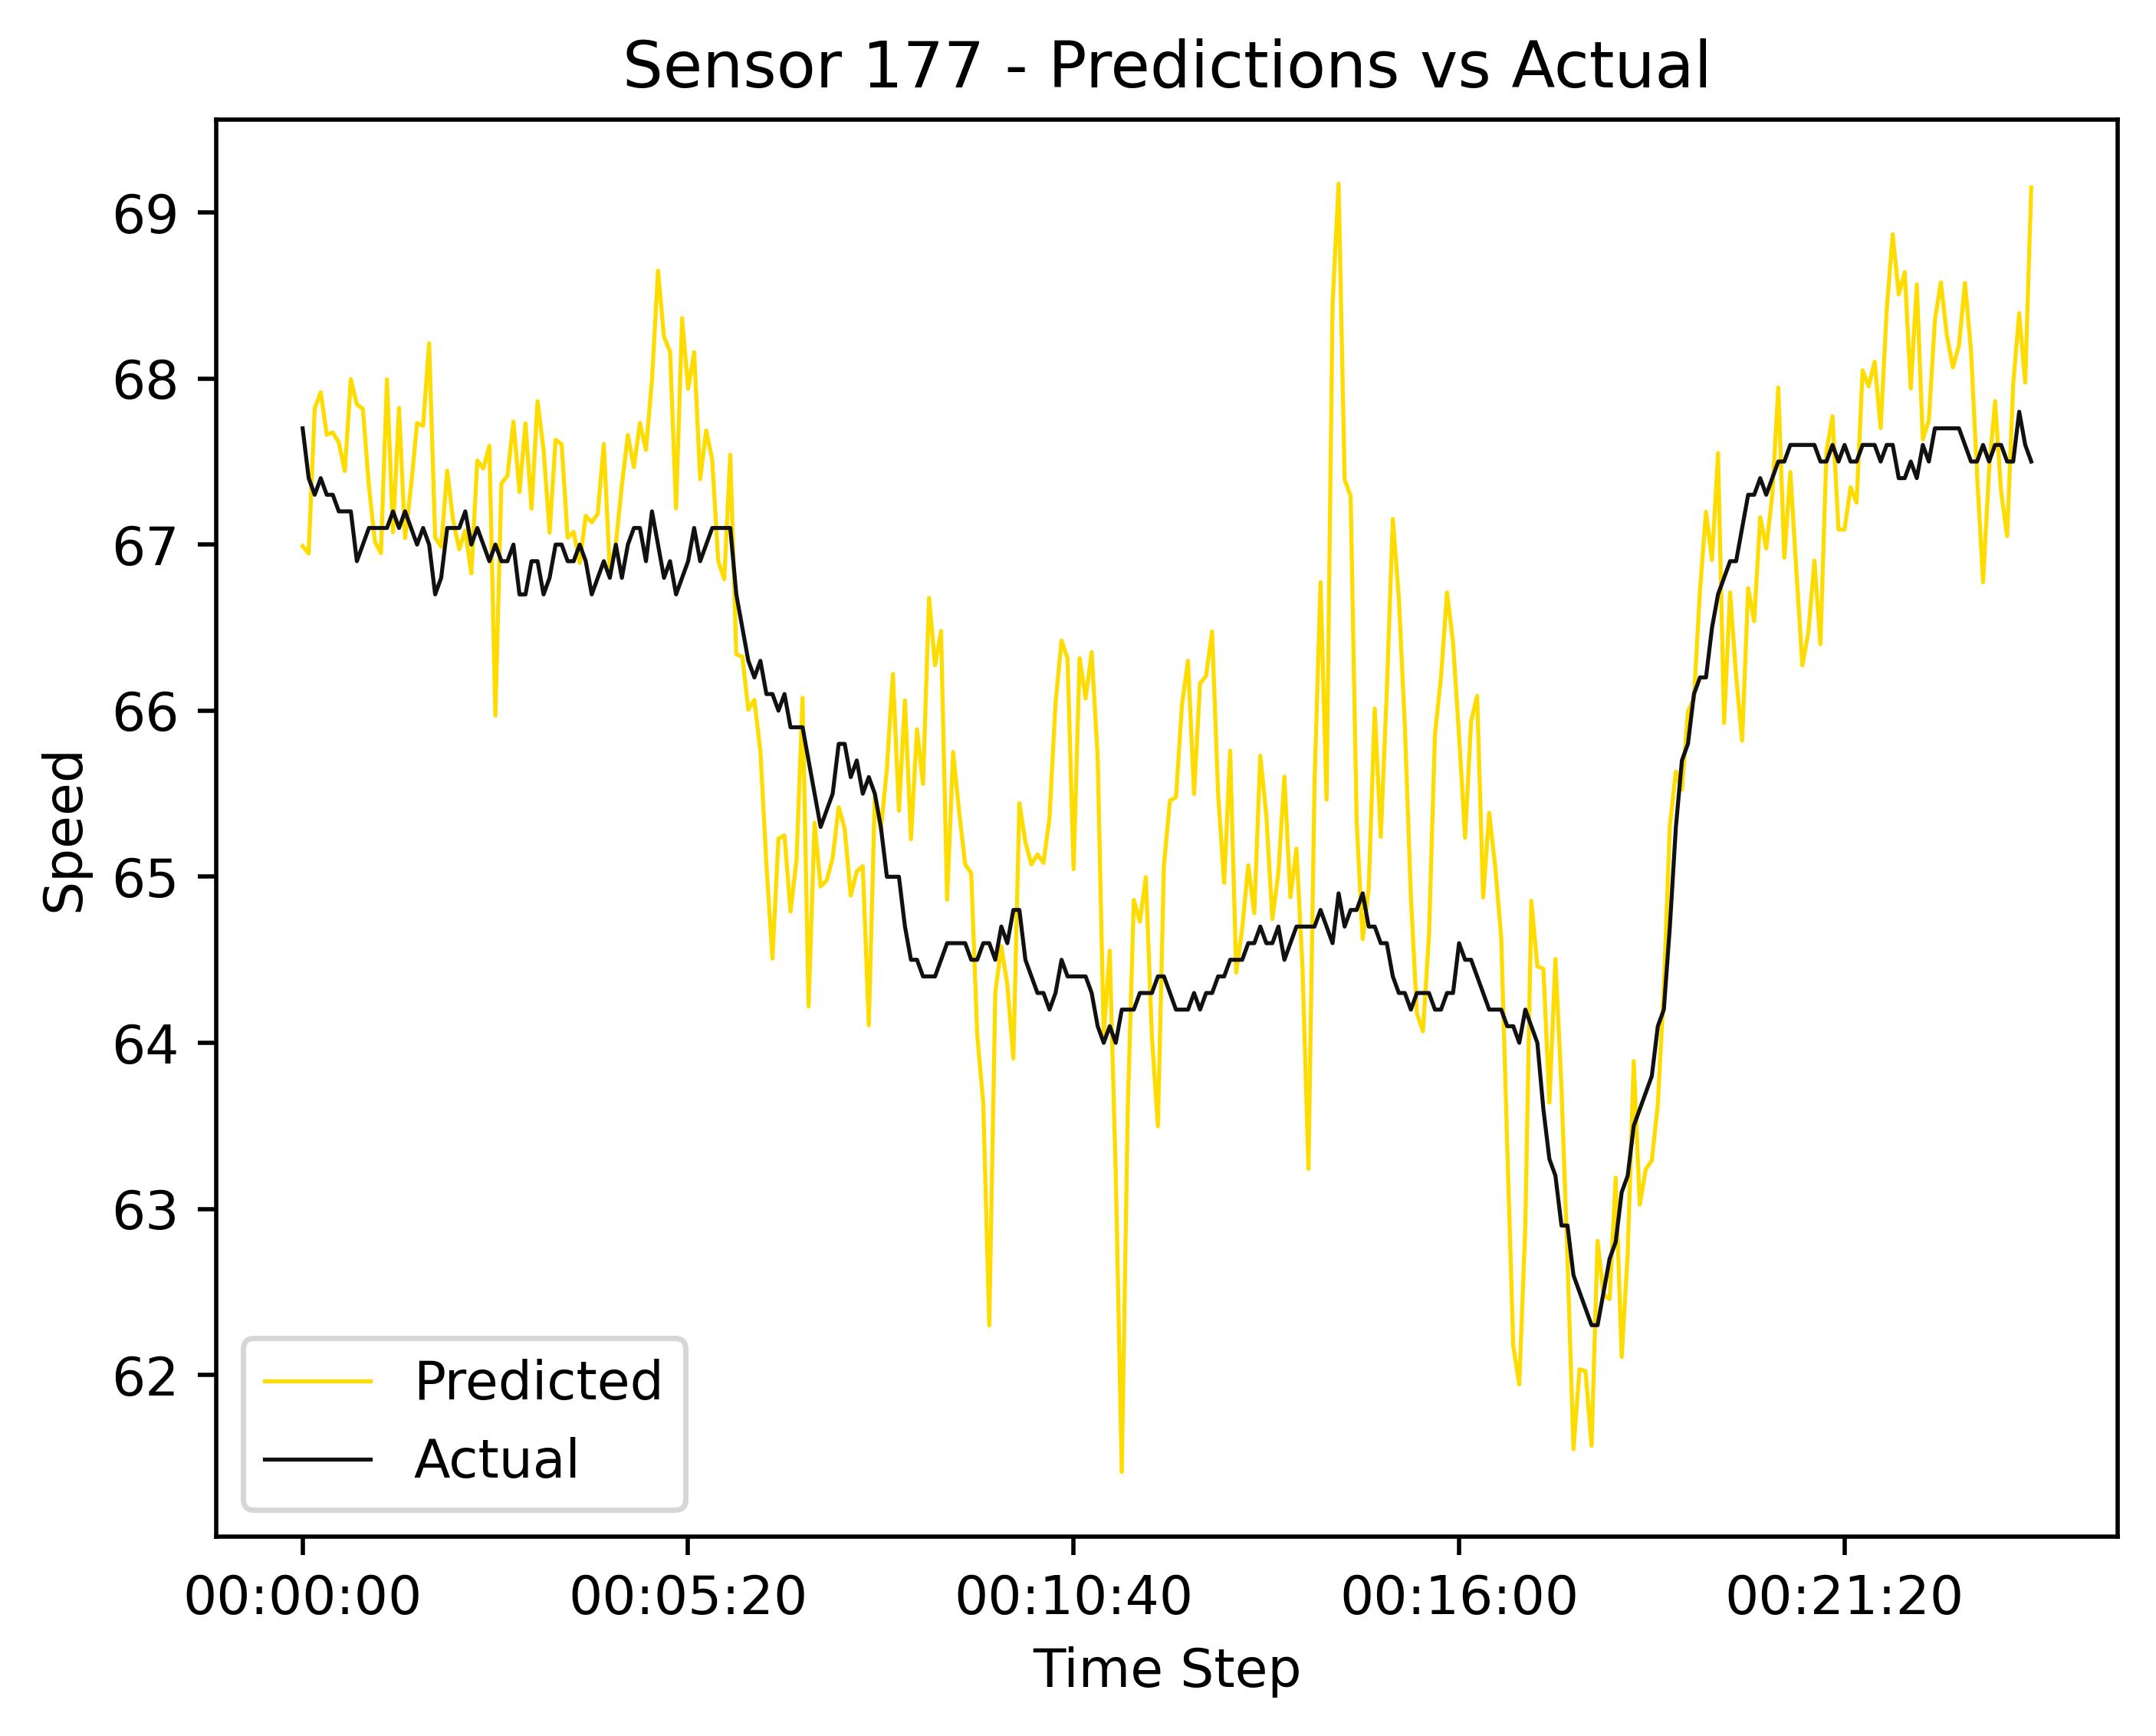 Sensor 177 - Predictions vs Actual
69
68
67
66
65
64
63
62
Speed
Predicted
Actual
00:00:00 00:05:20 00:10:40 00:16:00 00:21:20
Time Step